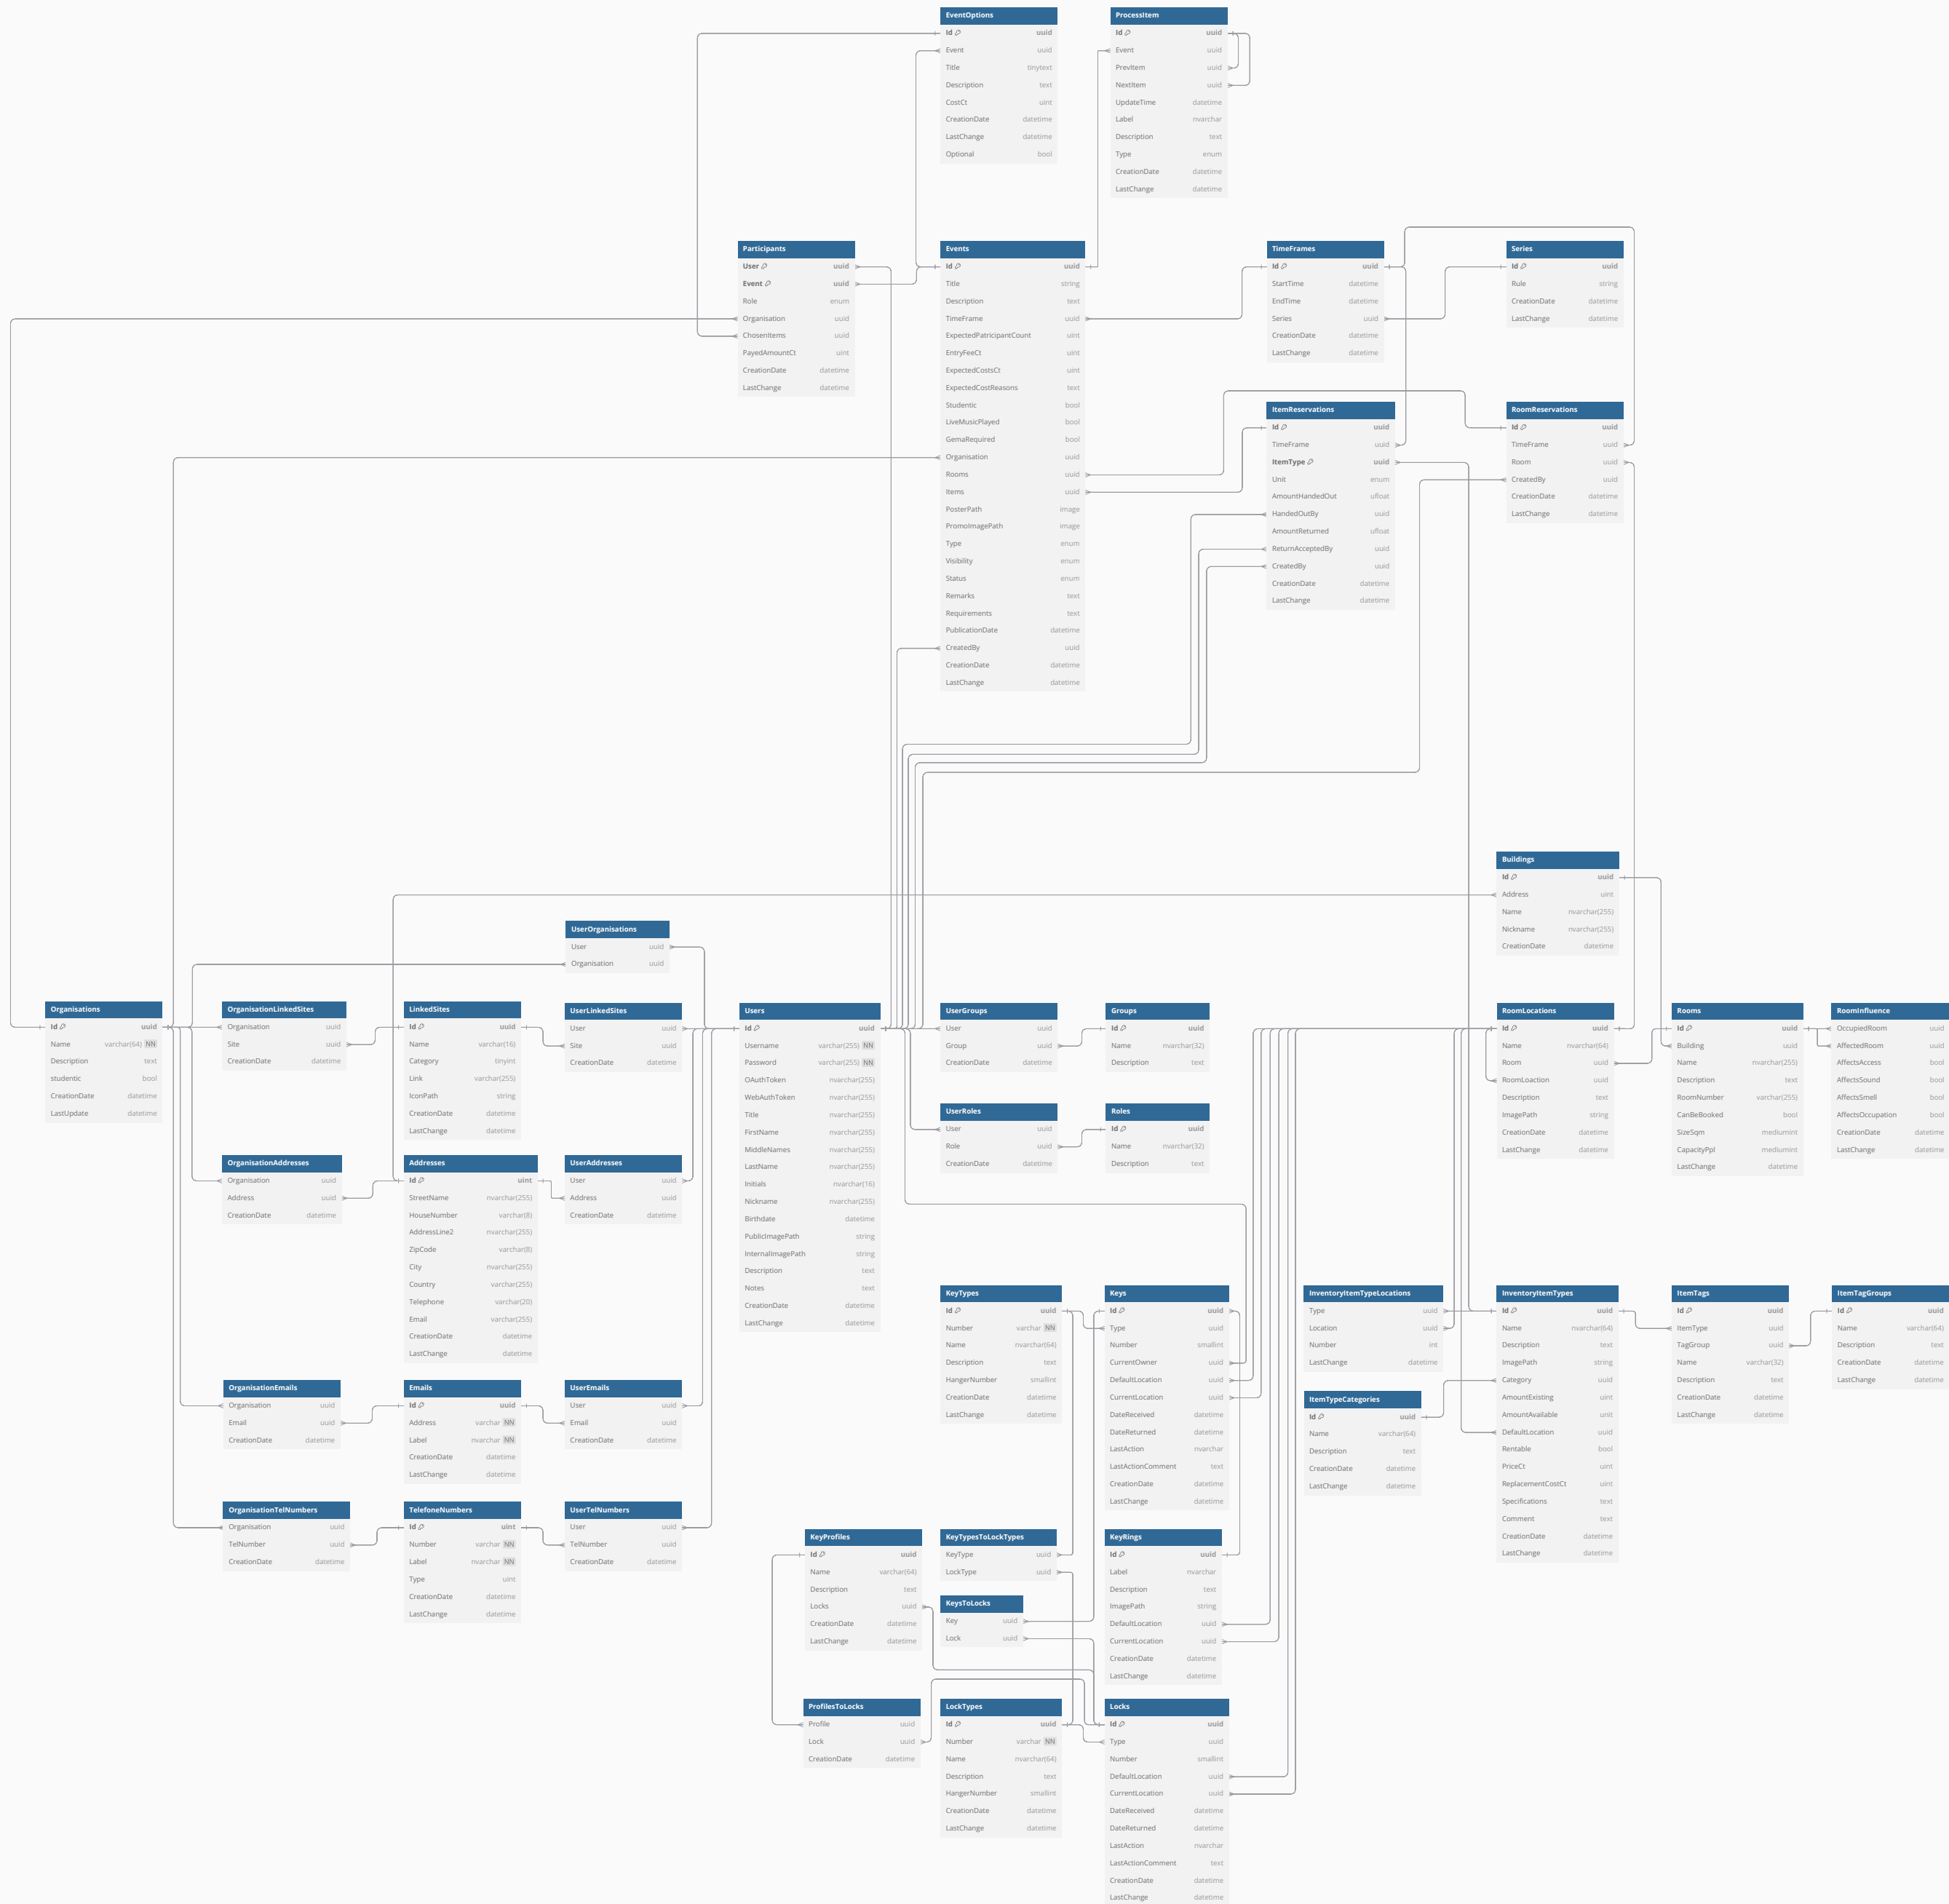 EventOptions
Id uuid
Event uuid
Title tinytext
Description text
CostCt uint
CreationDate datetime
LastChange datetime
Optional bool
ProcessItem
Id uuid
Event uuid
PrevItem uuid
NextItem uuid
UpdateTime datetime
Label nvarchar
Description text
Type enum
CreationDate datetime
LastChange datetime
Participants
User uuid
Event uuid
Role enum
Organisation uuid
ChosenItems uuid
PayedAmountCt uint
CreationDate datetime
LastChange datetime
Events
Id uuid
Title string
Description text
TimeFrame uuid
ExpectedPatricipantCount uint
EntryFeeCt uint
ExpectedCostsCt uint
ExpectedCostReasons text
Studentic bool
LiveMusicPlayed bool
GemaRequired bool
Organisation uuid
Rooms uuid
Items uuid
PosterPath image
PromoImagePath image
Type enum
Visibility enum
Status enum
Remarks text
Requirements text
PublicationDate datetime
CreatedBy uuid
CreationDate datetime
LastChange datetime
TimeFrames
Id uuid
StartTime datetime
EndTime datetime
Series uuid
CreationDate datetime
LastChange datetime
Series
Id uuid
Rule string
CreationDate datetime
LastChange datetime
ItemReservations
Id uuid
TimeFrame uuid
ItemType uuid
Unit enum
AmountHandedOut ufloat
HandedOutBy uuid
AmountReturned ufloat
ReturnAcceptedBy uuid
CreatedBy uuid
CreationDate datetime
LastChange datetime
RoomReservations
Id uuid
TimeFrame uuid
Room uuid
CreatedBy uuid
CreationDate datetime
LastChange datetime
Buildings
Id uuid
Address uint
Name nvarchar(255)
Nickname nvarchar(255)
CreationDate datetime
UserOrganisations
User uuid
Organisation uuid
Organisations
Id uuid
Name varchar(64) NN
Description text
studentic bool
CreationDate datetime
LastUpdate datetime
OrganisationLinkedSites
Organisation uuid
Site uuid
CreationDate datetime
LinkedSites
Id uuid
Name varchar(16)
Category tinyint
Link varchar(255)
IconPath string
CreationDate datetime
LastChange datetime
UserLinkedSites
User uuid
Site uuid
CreationDate datetime
Users
Id uuid
Username varchar(255) NN
Password varchar(255) NN
OAuthToken nvarchar(255)
WebAuthToken nvarchar(255)
Title nvarchar(255)
FirstName nvarchar(255)
MiddleNames nvarchar(255)
LastName nvarchar(255)
Initials nvarchar(16)
Nickname nvarchar(255)
Birthdate datetime
PublicImagePath string
InternalImagePath string
Description text
Notes text
CreationDate datetime
LastChange datetime
UserGroups
User uuid
Group uuid
CreationDate datetime
Groups
Id uuid
Name nvarchar(32)
Description text
UserRoles
User uuid
Role uuid
CreationDate datetime
Roles
Id uuid
Name nvarchar(32)
Description text
RoomLocations
Id uuid
Name nvarchar(64)
Room uuid
RoomLoaction uuid
Description text
ImagePath string
CreationDate datetime
LastChange datetime
Rooms
Id uuid
Building uuid
Name nvarchar(255)
Description text
RoomNumber varchar(255)
CanBeBooked bool
SizeSqm mediumint
CapacityPpl mediumint
LastChange datetime
RoomInfluence
OccupiedRoom uuid
AffectedRoom uuid
AffectsAccess bool
AffectsSound bool
AffectsSmell bool
AffectsOccupation bool
CreationDate datetime
LastChange datetime
OrganisationAddresses
Organisation uuid
Address uuid
CreationDate datetime
Addresses
Id uint
StreetName nvarchar(255)
HouseNumber varchar(8)
AddressLine2 nvarchar(255)
ZipCode varchar(8)
City nvarchar(255)
Country varchar(255)
Telephone varchar(20)
Email varchar(255)
CreationDate datetime
LastChange datetime
UserAddresses
User uuid
Address uuid
CreationDate datetime
OrganisationEmails
Organisation uuid
Email uuid
CreationDate datetime
Emails
Id uuid
Address varchar NN
Label nvarchar NN
CreationDate datetime
LastChange datetime
UserEmails
User uuid
Email uuid
CreationDate datetime
OrganisationTelNumbers
Organisation uuid
TelNumber uuid
CreationDate datetime
TelefoneNumbers
Id uint
Number varchar NN
Label nvarchar NN
Type uint
CreationDate datetime
LastChange datetime
UserTelNumbers
User uuid
TelNumber uuid
CreationDate datetime
KeyTypes
Id uuid
Number varchar NN
Name nvarchar(64)
Description text
HangerNumber smallint
CreationDate datetime
LastChange datetime
Keys
Id uuid
Type uuid
Number smallint
CurrentOwner uuid
DefaultLocation uuid
CurrentLocation uuid
DateReceived datetime
DateReturned datetime
LastAction nvarchar
LastActionComment text
CreationDate datetime
LastChange datetime
InventoryItemTypeLocations
Type uuid
Location uuid
Number int
LastChange datetime
ItemTypeCategories
Id uuid
Name varchar(64)
Description text
CreationDate datetime
LastChange datetime
InventoryItemTypes
Id uuid
Name nvarchar(64)
Description text
ImagePath string
Category uuid
AmountExisting uint
AmountAvailable unit
DefaultLocation uuid
Rentable bool
PriceCt uint
ReplacementCostCt uint
Specifications text
Comment text
CreationDate datetime
LastChange datetime
ItemTags
Id uuid
ItemType uuid
TagGroup uuid
Name varchar(32)
Description text
CreationDate datetime
LastChange datetime
ItemTagGroups
Id uuid
Name varchar(64)
Description text
CreationDate datetime
LastChange datetime
KeyProfiles
Id uuid
Name varchar(64)
Description text
Locks uuid
CreationDate datetime
LastChange datetime
KeyTypesToLockTypes
KeyType uuid
LockType uuid
KeysToLocks
Key uuid
Lock uuid
KeyRings
Id uuid
Label nvarchar
Description text
ImagePath string
DefaultLocation uuid
CurrentLocation uuid
CreationDate datetime
LastChange datetime
ProfilesToLocks
Profile uuid
Lock uuid
CreationDate datetime
LockTypes
Id uuid
Number varchar NN
Name nvarchar(64)
Description text
HangerNumber smallint
CreationDate datetime
LastChange datetime
Locks
Id uuid
Type uuid
Number smallint
DefaultLocation uuid
CurrentLocation uuid
DateReceived datetime
DateReturned datetime
LastAction nvarchar
LastActionComment text
CreationDate datetime
LastChange datetime